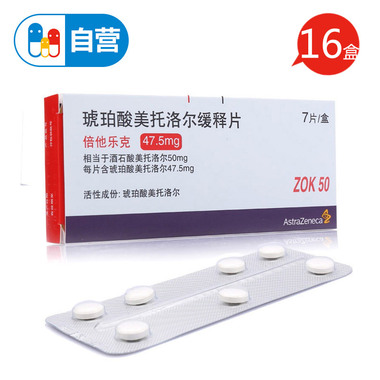 自营
16盒
琥珀酸美托洛尔缓释片
7片/盒
倍他乐克 47.5mg
相当于酒石酸美托洛尔50mg
每片含琥珀酸美托洛尔47.5mg
活性成份：琥珀酸美托洛尔
ZOK 50
AstraZeneca